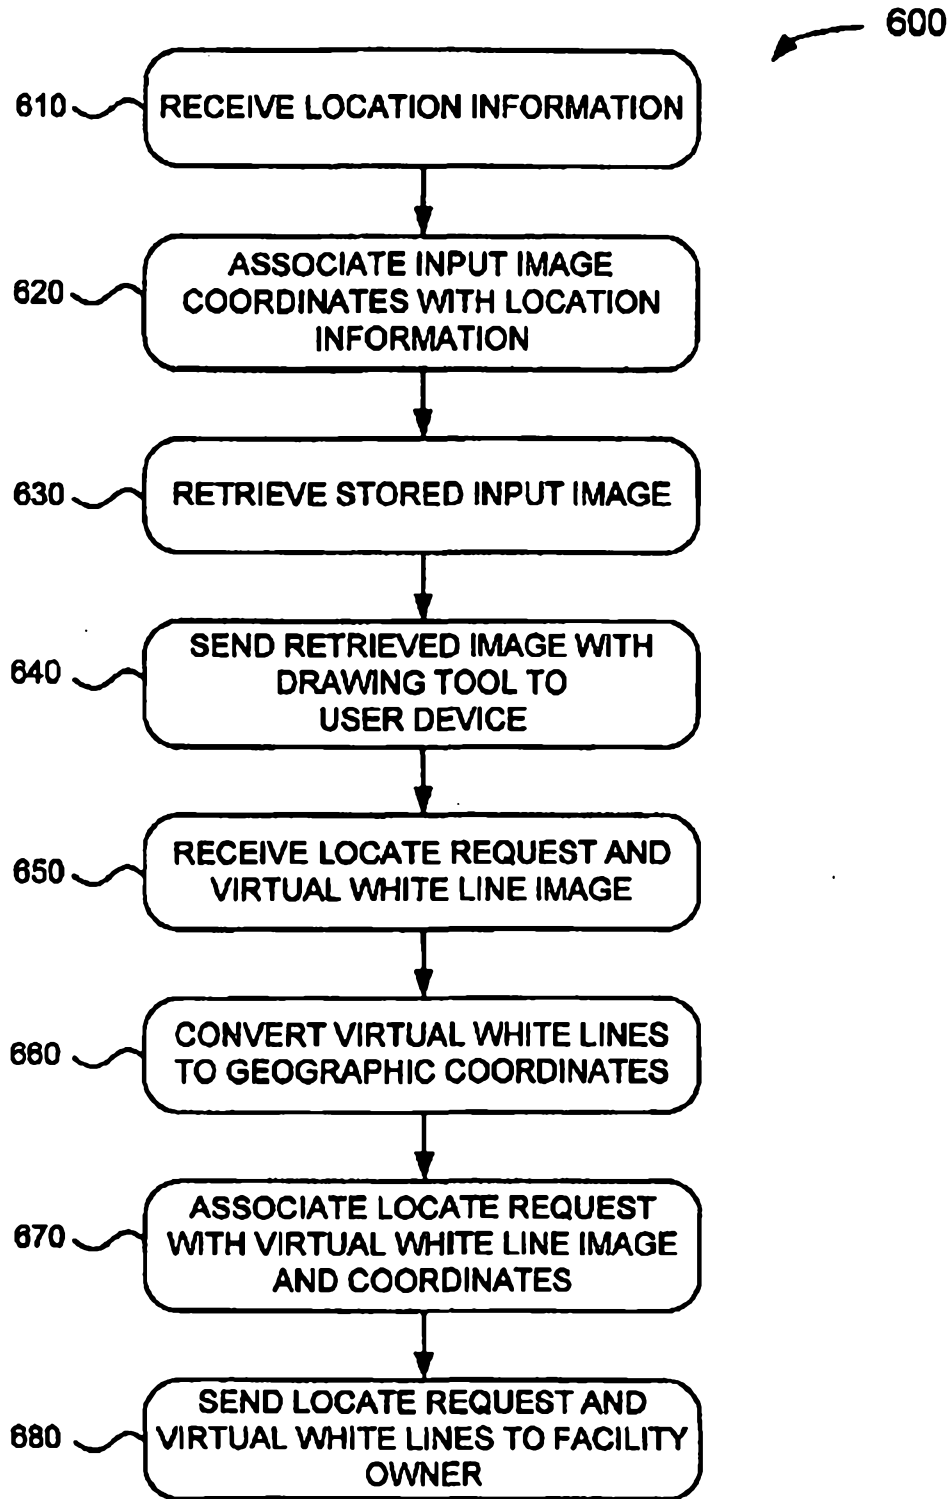 600
610
RECEIVE LOCATION INFORMATION
620
ASSOCIATE INPUT IMAGE
COORDINATES WITH LOCATION
INFORMATION
630
RETRIEVE STORED INPUT IMAGE
640
SEND RETRIEVED IMAGE WITH
DRAWING TOOL TO
USER DEVICE
650
RECEIVE LOCATE REQUEST AND
VIRTUAL WHITE LINE IMAGE
660
CONVERT VIRTUAL WHITE LINES
TO GEOGRAPHIC COORDINATES
670
ASSOCIATE LOCATE REQUEST
WITH VIRTUAL WHITE LINE IMAGE
AND COORDINATES
680
SEND LOCATE REQUEST AND
VIRTUAL WHITE LINES TO FACILITY
OWNER